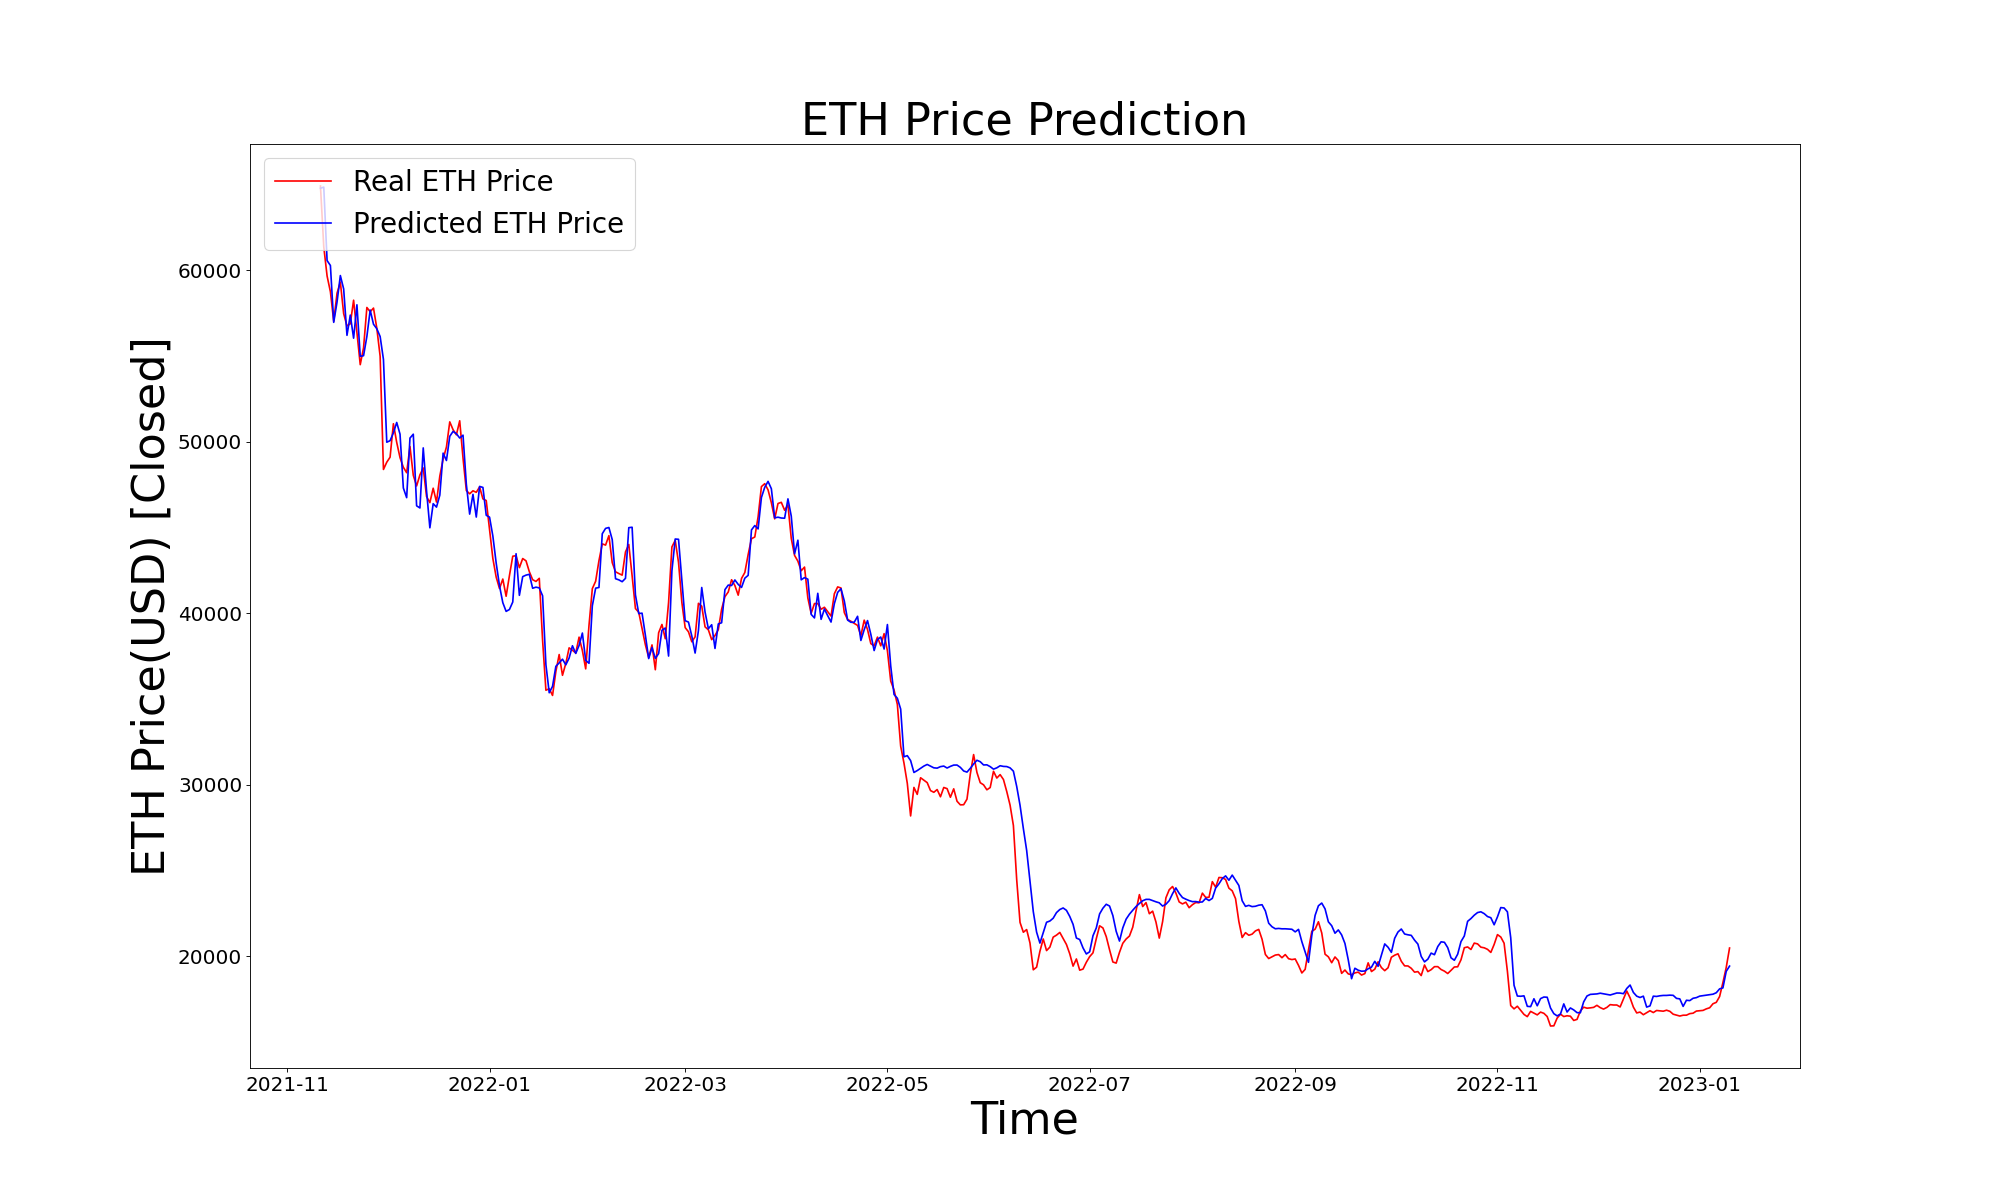 ETH Price Prediction
Real ETH Price
Predicted ETH Price
ETH Price(USD) [Closed]
60000
50000
40000
30000
20000
2021-11
2022-01
2022-03
2022-05
2022-07
2022-09
2022-11
2023-01
Time